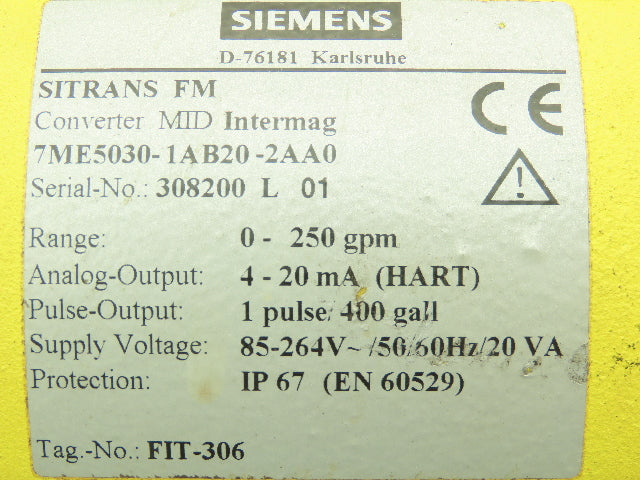 SIEMENS
D-76181 Karlsruhe
SITRANS FM
Converter MID Intermag
7ME5030-1AB20-2AA0
Serial-No.: 308200 L 01
Range: 0 - 250 gpm
Analog-Output: 4 - 20 mA (HART)
Pulse-Output: 1 pulse/ 400 gall
Supply Voltage: 85-264V~ /50/60Hz/20 VA
Protection: IP 67 (EN 60529)
Tag.-No.: FIT-306
CE